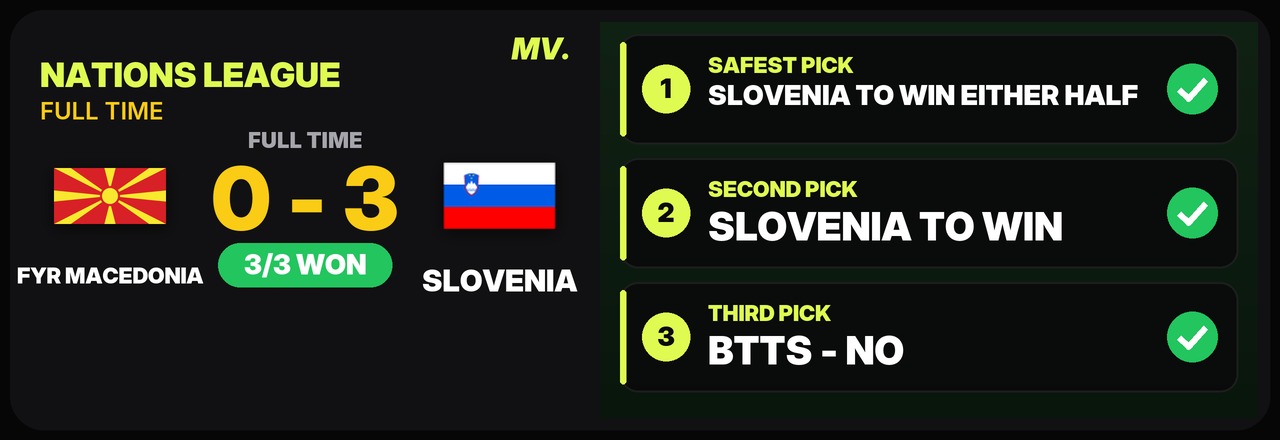 MV.
NATIONS LEAGUE
FULL TIME
FULL TIME
0 - 3
3/3 WON
FYR MACEDONIA
SLOVENIA
1
SAFEST PICK
SLOVENIA TO WIN EITHER HALF
2
SECOND PICK
SLOVENIA TO WIN
3
THIRD PICK
BTTS - NO